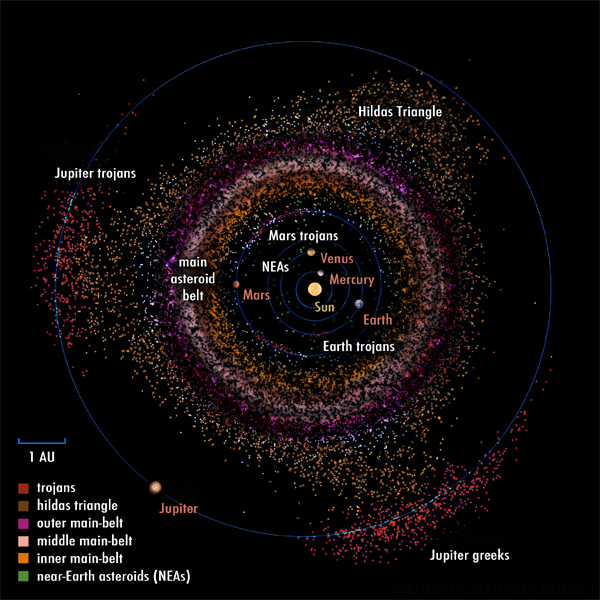 Hildas Triangle
Jupiter trojans
Mars trojans
Venus
NEAs
main
asteroid
belt
Mercury
Mars
Sun
Earth
Earth trojans
1 AU
trojans
hildas triangle
outer main-belt
middle main-belt
inner main-belt
near-Earth asteroids (NEAs)
Jupiter
Jupiter greeks